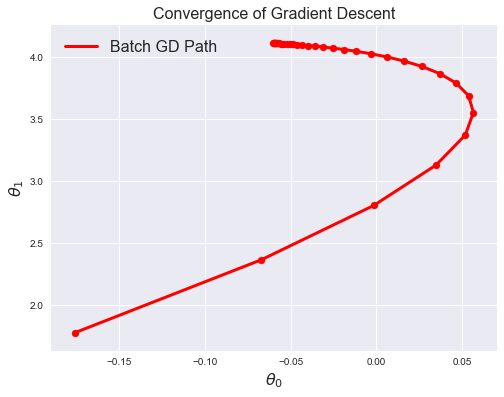 Convergence of Gradient Descent
Batch GD Path
4.0
3.5
3.0
2.5
2.0
θ₁
−0.15
−0.10
−0.05
0.00
0.05
θ₀